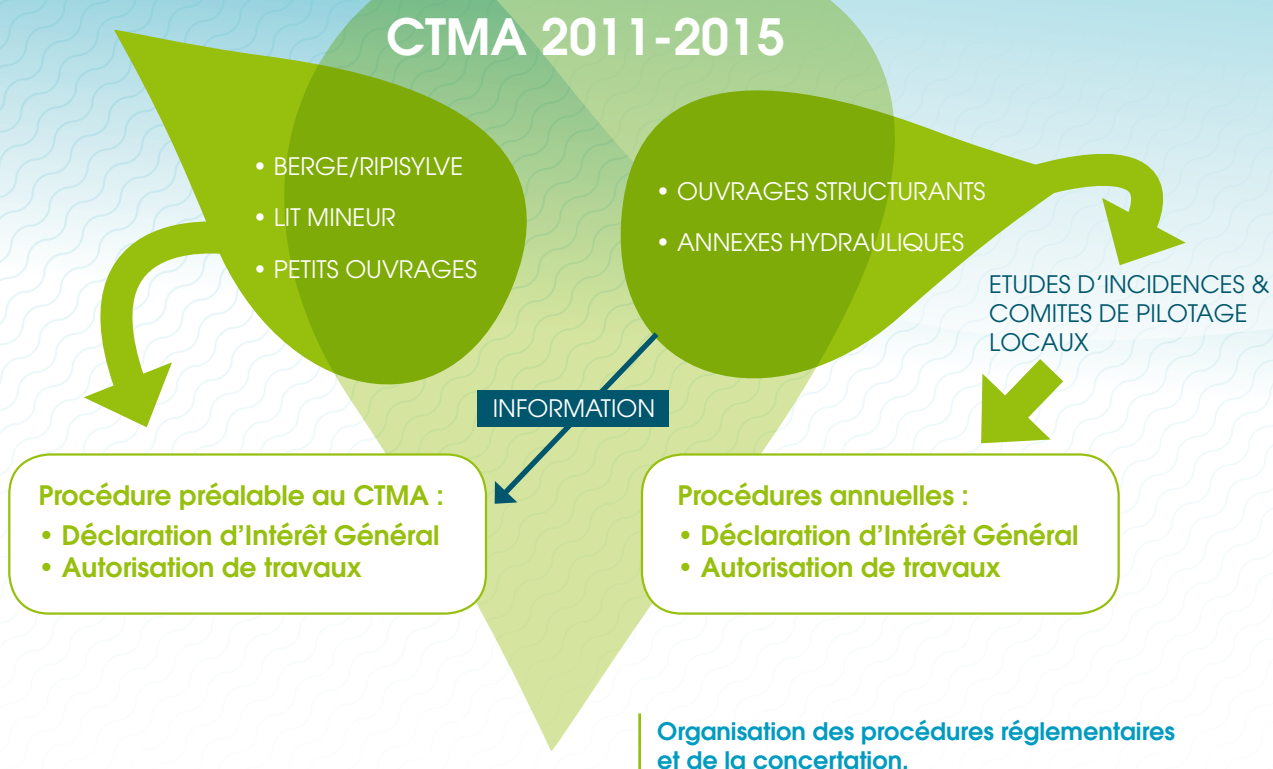 CTMA 2011-2015
• BERGE/RIPISYLVE
• LIT MINEUR
• PETITS OUVRAGES
• OUVRAGES STRUCTURANTS
• ANNEXES HYDRAULIQUES
ETUDES D’INCIDENCES &
COMITES DE PILOTAGE
LOCAUX
INFORMATION
Procédure préalable au CTMA :
• Déclaration d’Intérêt Général
• Autorisation de travaux
Procédures annuelles :
• Déclaration d’Intérêt Général
• Autorisation de travaux
Organisation des procédures réglementaires
et de la concertation.